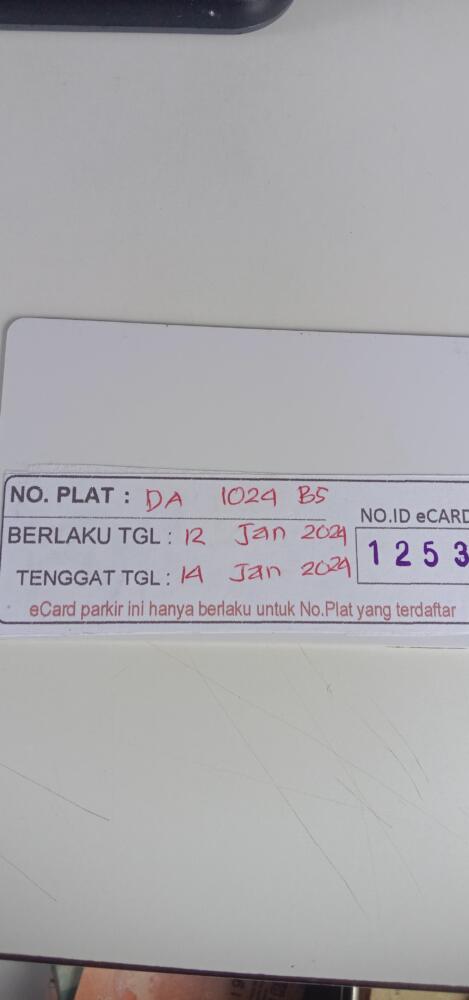 NO. PLAT : DA 1024 BS
NO.ID eCARD
BERLAKU TGL : 12 Jan 2024
1253
TENGGAT TGL : 14 Jan 2024
eCard parkir ini hanya berlaku untuk No.Plat yang terdaftar